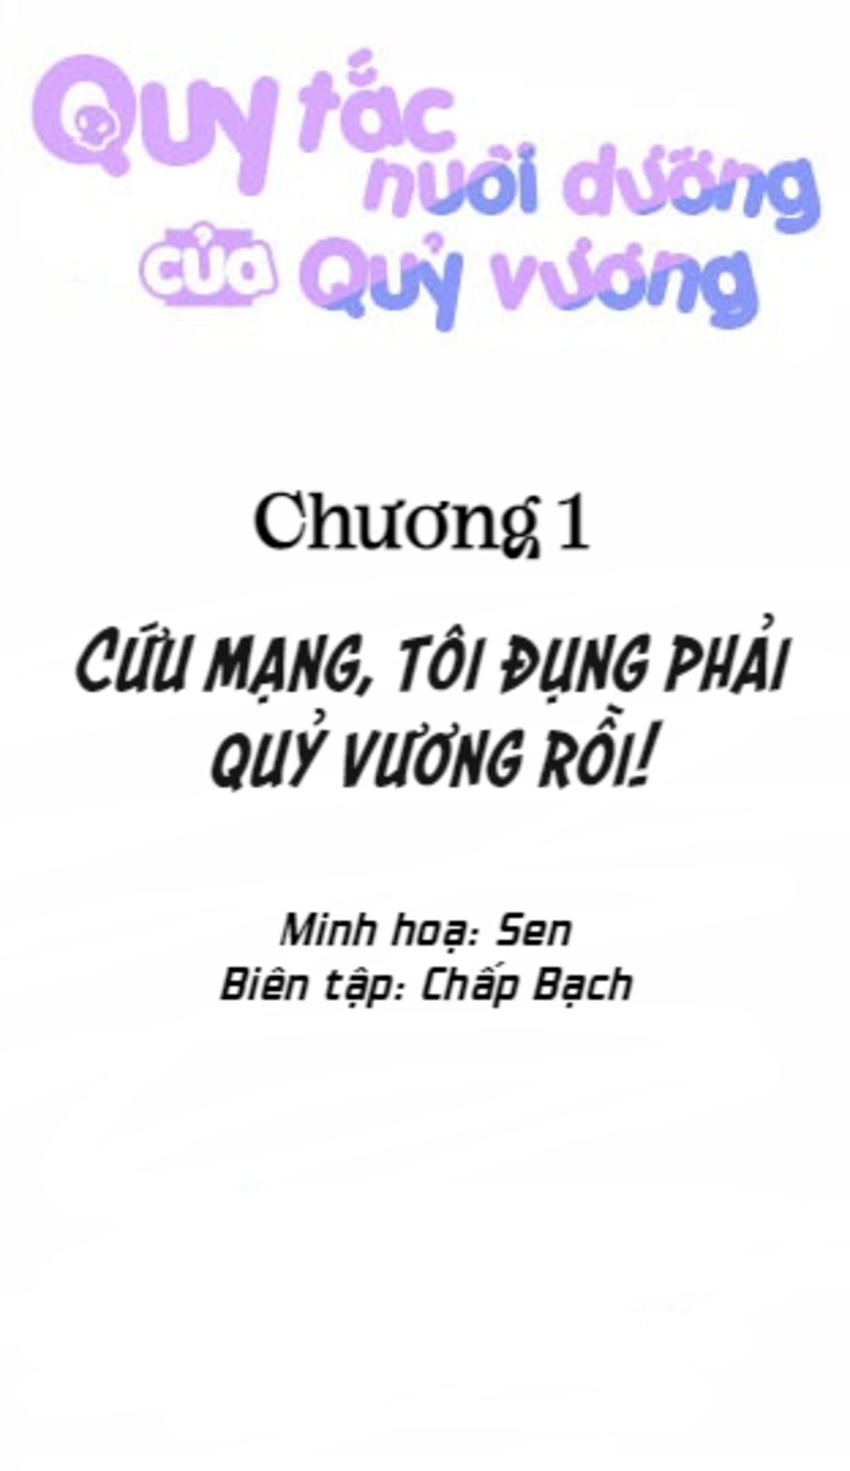 Quy tắc
nuôi dưỡng
của Quỷ vương
Chương 1
CỨU MẠNG, TÔI ĐỤNG PHẢI
QUỶ VƯƠNG RỒI!
Minh hoạ: Sen
Biên tập: Chấp Bạch